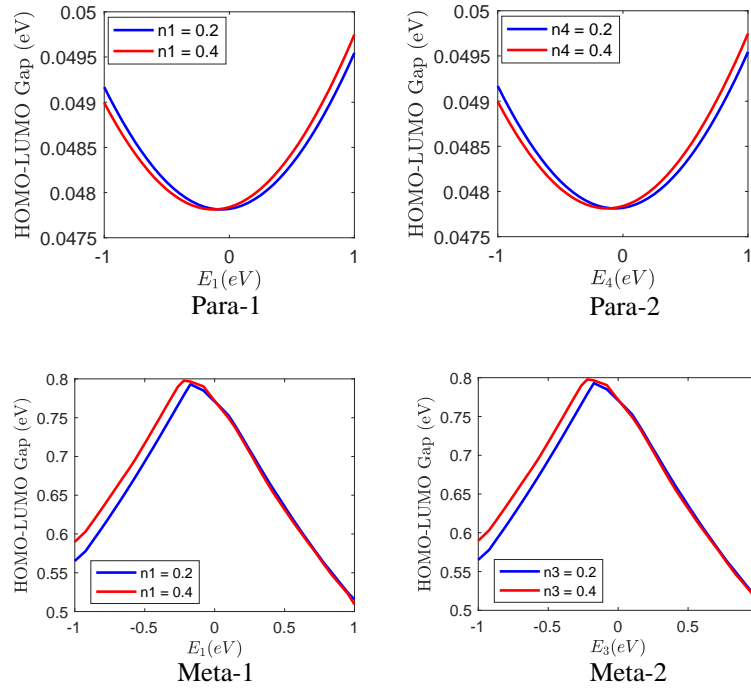 0.05
0.0495
0.049
0.0485
0.048
0.0475
HOMO-LUMO Gap (eV)
n1 = 0.2
n1 = 0.4
-1 0 1
E1(eV)
Para-1
0.05
0.0495
0.049
0.0485
0.048
0.0475
HOMO-LUMO Gap (eV)
n4 = 0.2
n4 = 0.4
-1 0 1
E4(eV)
Para-2
0.8
0.75
0.7
0.65
0.6
0.55
0.5
HOMO-LUMO Gap (eV)
n1 = 0.2
n1 = 0.4
-1 -0.5 0 0.5 1
E1(eV)
Meta-1
0.8
0.75
0.7
0.65
0.6
0.55
0.5
HOMO-LUMO Gap (eV)
n3 = 0.2
n3 = 0.4
-1 -0.5 0 0.5
E3(eV)
Meta-2